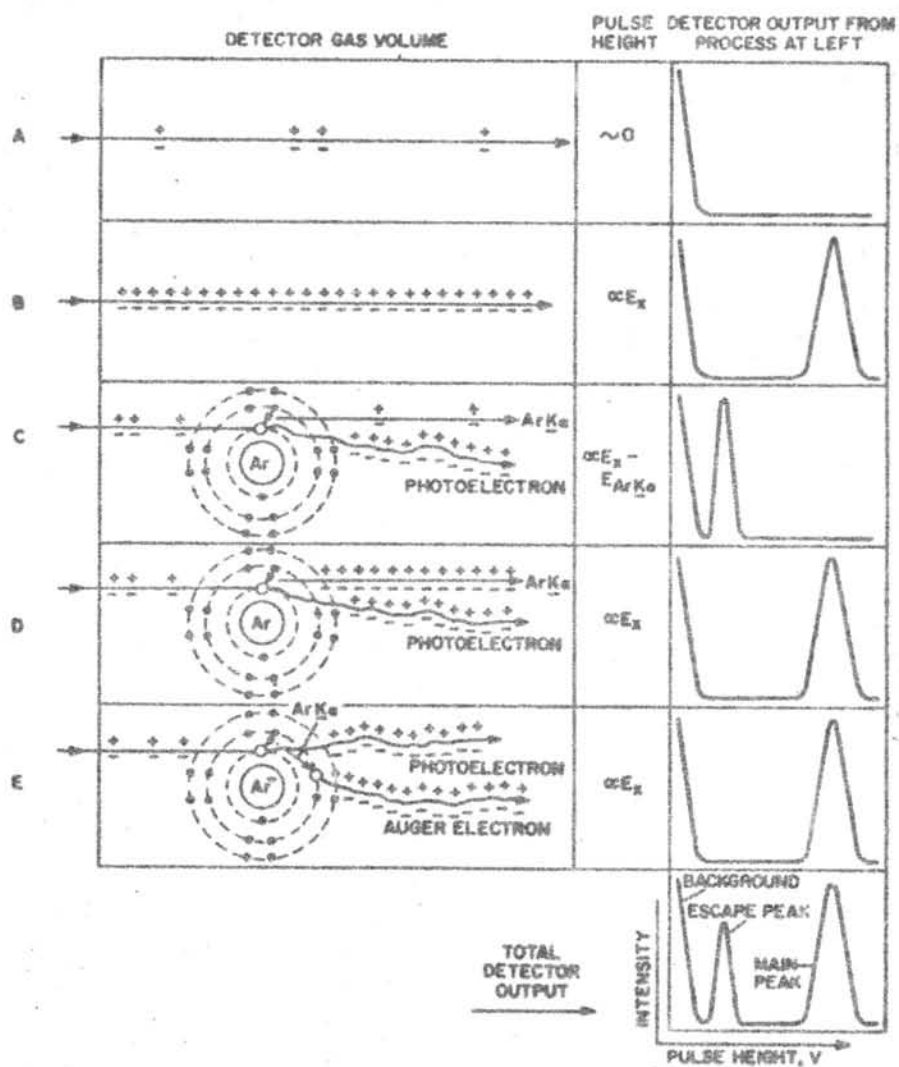 DETECTOR GAS VOLUME
PULSE HEIGHT
DETECTOR OUTPUT FROM PROCESS AT LEFT
A
+ + + +
− − − −
~0
B
+ + + + + + + + + + + + + + + + + + + + + + + +
− − − − − − − − − − − − − − − − − − − − − − − −
∝Eₓ
C
Ar
ArKα
PHOTOELECTRON
∝Eₓ −
E ArKα
D
Ar
ArKα
PHOTOELECTRON
∝Eₓ
E
ArKα
Ar
PHOTOELECTRON
AUGER ELECTRON
∝Eₓ
TOTAL
DETECTOR
OUTPUT
INTENSITY
BACKGROUND
ESCAPE PEAK
MAIN PEAK
PULSE HEIGHT, V